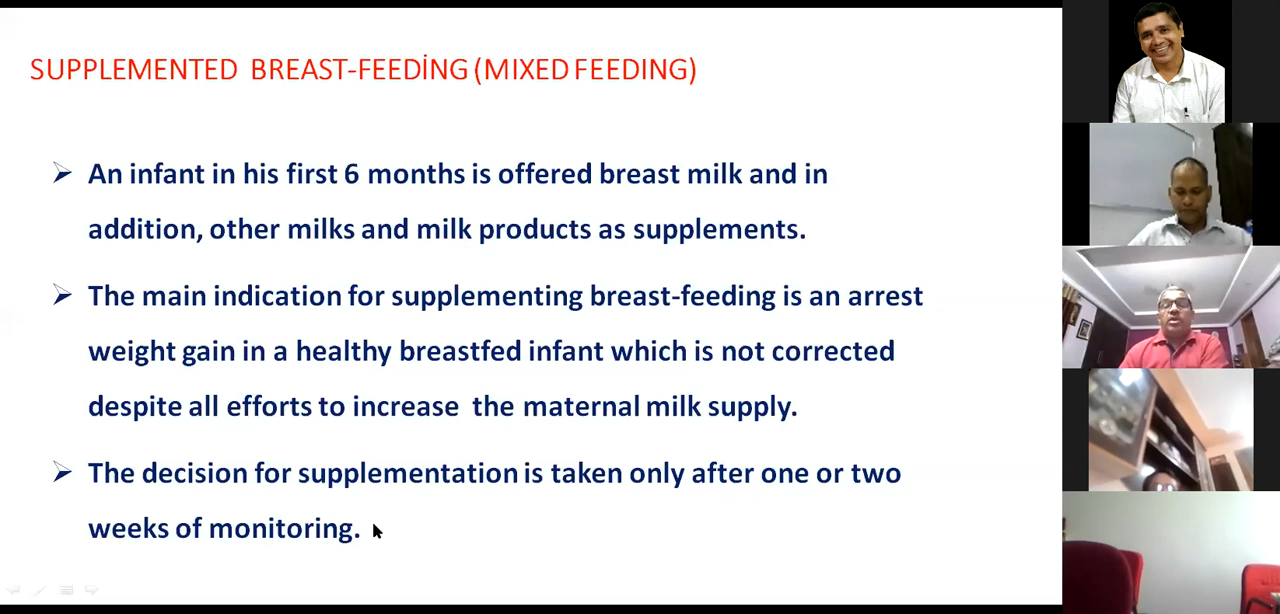 SUPPLEMENTED BREAST-FEEDİNG (MIXED FEEDING)
An infant in his first 6 months is offered breast milk and in
addition, other milks and milk products as supplements.
The main indication for supplementing breast-feeding is an arrest
weight gain in a healthy breastfed infant which is not corrected
despite all efforts to increase the maternal milk supply.
The decision for supplementation is taken only after one or two
weeks of monitoring.